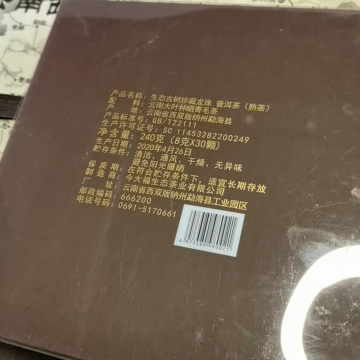 产品名称：生态古树珍藏龙珠 普洱茶（熟茶）
配　　料：云南大叶种晒青毛茶
产　　地：云南省西双版纳州勐海县
产品标准号：GB/T22111
生产许可证号：SC 11453282200249
净 含 量：240克（8克X30颗）
生产日期：2020年4月26日
贮存条件：清洁、通风、干燥、无异味
避免阳光曝晒
保 质 期：在符合贮存条件下，适宜长期存放
今大福生态茶业有限公司
厂　　址：云南省西双版纳州勐海县工业园区
邮政编码：666200
电　　话：0691-5170661